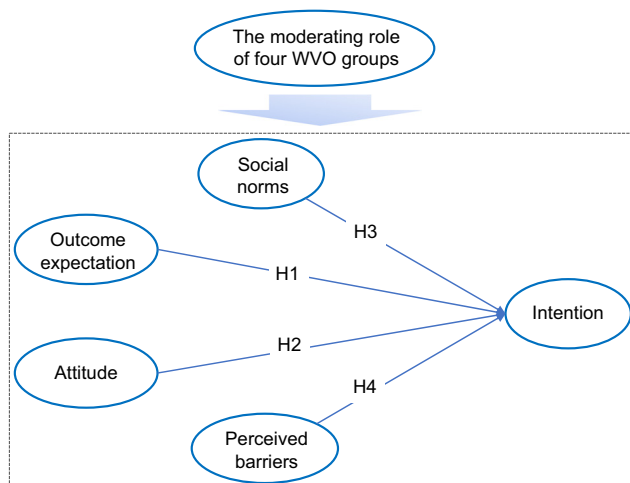 The moderating role
of four WVO groups
Social
norms
H3
Outcome
expectation
H1
Intention
H2
Attitude
H4
Perceived
barriers